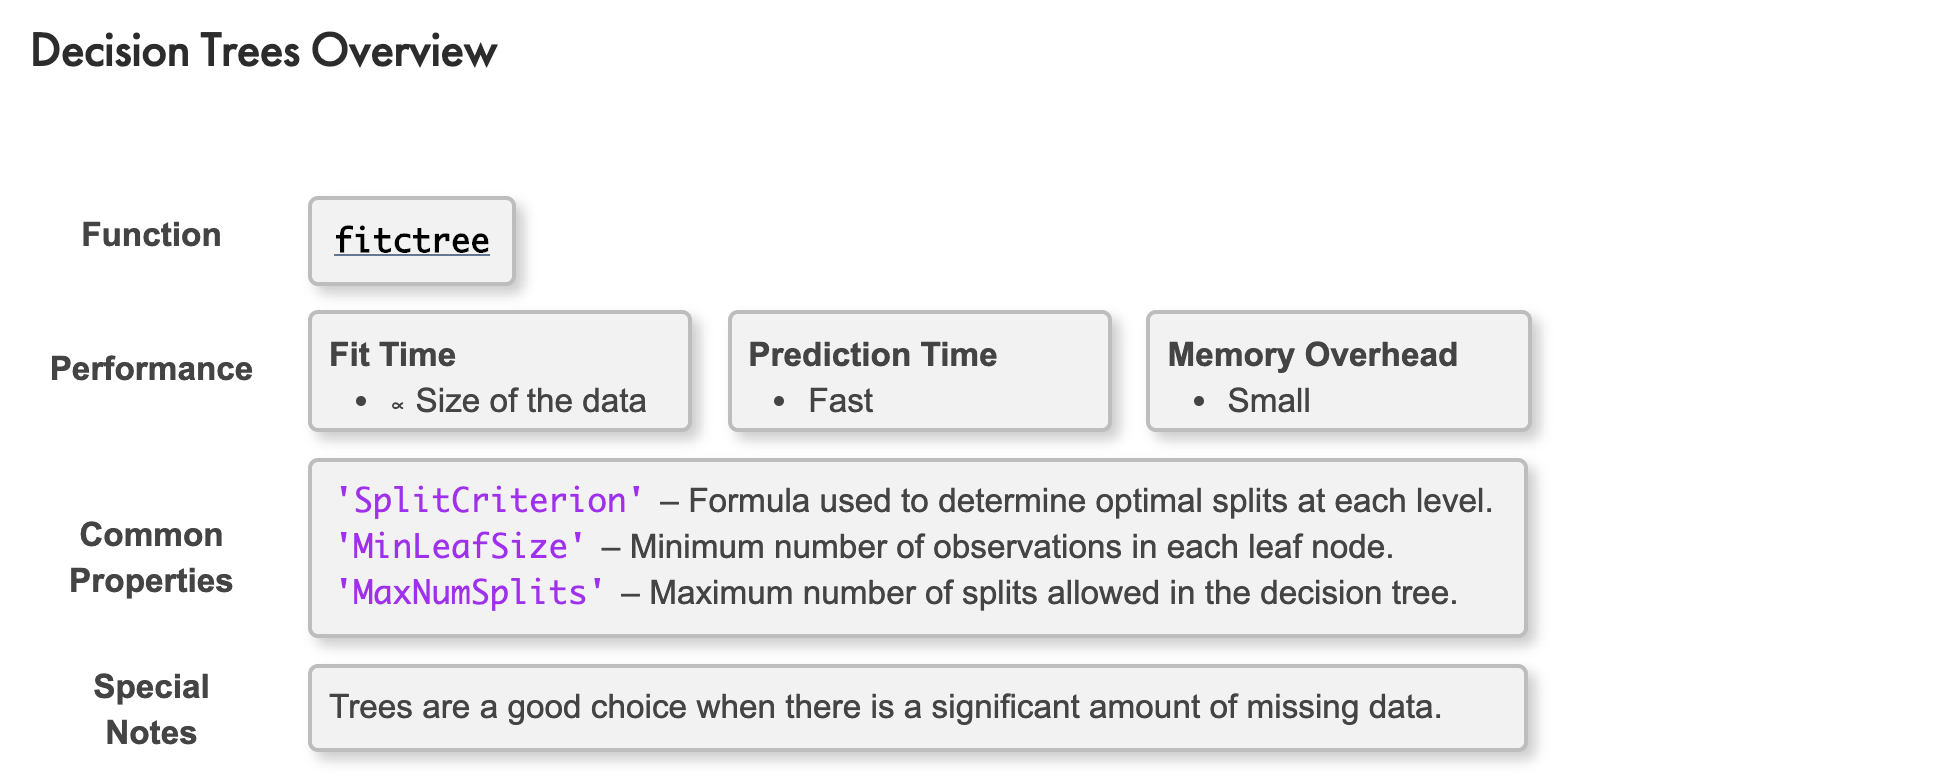 Decision Trees Overview
Function
fitctree
Performance
Fit Time
• ∝ Size of the data
Prediction Time
• Fast
Memory Overhead
• Small
Common
Properties
'SplitCriterion' – Formula used to determine optimal splits at each level.
'MinLeafSize' – Minimum number of observations in each leaf node.
'MaxNumSplits' – Maximum number of splits allowed in the decision tree.
Special
Notes
Trees are a good choice when there is a significant amount of missing data.